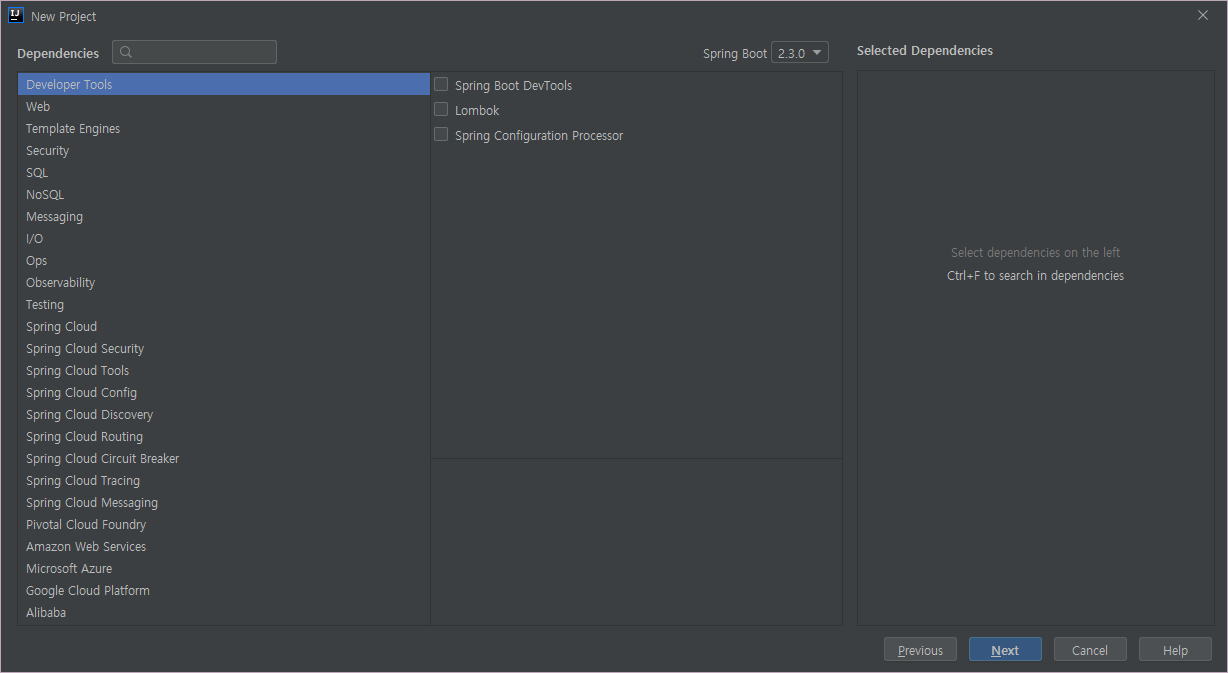 New Project
Dependencies
Spring Boot 2.3.0
Selected Dependencies
Developer Tools
Web
Template Engines
Security
SQL
NoSQL
Messaging
I/O
Ops
Observability
Testing
Spring Cloud
Spring Cloud Security
Spring Cloud Tools
Spring Cloud Config
Spring Cloud Discovery
Spring Cloud Routing
Spring Cloud Circuit Breaker
Spring Cloud Tracing
Spring Cloud Messaging
Pivotal Cloud Foundry
Amazon Web Services
Microsoft Azure
Google Cloud Platform
Alibaba
Spring Boot DevTools
Lombok
Spring Configuration Processor
Select dependencies on the left
Ctrl+F to search in dependencies
Previous
Next
Cancel
Help